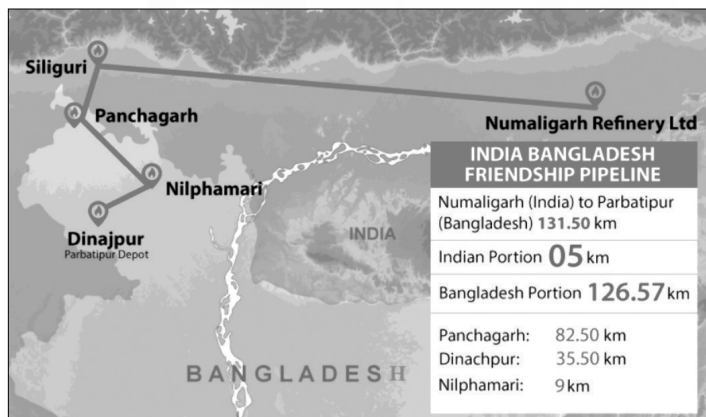 Siliguri
Panchagarh
Numaligarh Refinery Ltd
Nilphamari
Dinajpur
Parbatipur Depot
INDIA
BANGLADESH
INDIA BANGLADESH
FRIENDSHIP PIPELINE
Numaligarh (India) to Parbatipur
(Bangladesh) 131.50 km
Indian Portion 05 km
Bangladesh Portion 126.57 km
Panchagarh: 82.50 km
Dinachpur: 35.50 km
Nilphamari: 9 km